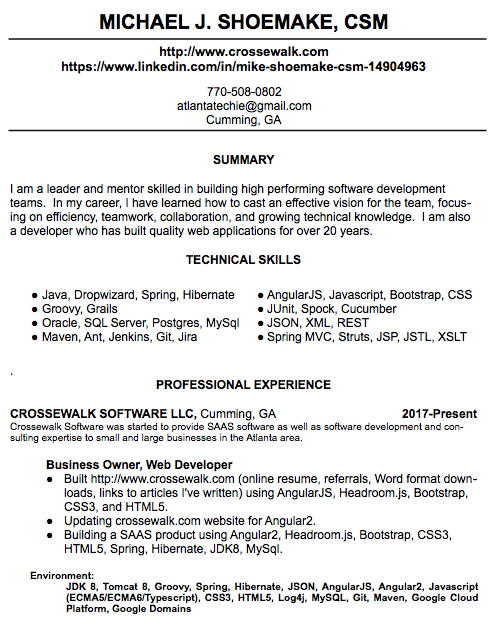 MICHAEL J. SHOEMAKE, CSM
http://www.crossewalk.com
https://www.linkedin.com/in/mike-shoemake-csm-14904963
770-508-0802
atlantatechie@gmail.com
Cumming, GA
SUMMARY
I am a leader and mentor skilled in building high performing software development
teams.  In my career, I have learned how to cast an effective vision for the team, focus-
ing on efficiency, teamwork, collaboration, and growing technical knowledge.  I am also
a developer who has built quality web applications for over 20 years.
TECHNICAL SKILLS
● Java, Dropwizard, Spring, Hibernate
● Groovy, Grails
● Oracle, SQL Server, Postgres, MySql
● Maven, Ant, Jenkins, Git, Jira
● AngularJS, Javascript, Bootstrap, CSS
● JUnit, Spock, Cucumber
● JSON, XML, REST
● Spring MVC, Struts, JSP, JSTL, XSLT
.
PROFESSIONAL EXPERIENCE
CROSSEWALK SOFTWARE LLC, Cumming, GA 2017-Present
Crossewalk Software was started to provide SAAS software as well as software development and con-
sulting expertise to small and large businesses in the Atlanta area.
Business Owner, Web Developer
● Built http://www.crossewalk.com (online resume, referrals, Word format down-
loads, links to articles I've written) using AngularJS, Headroom.js, Bootstrap,
CSS3, and HTML5.
● Updating crossewalk.com website for Angular2.
● Building a SAAS product using Angular2, Headroom.js, Bootstrap, CSS3,
HTML5, Spring, Hibernate, JDK8, MySql.
Environment:
JDK 8, Tomcat 8, Groovy, Spring, Hibernate, JSON, AngularJS, Angular2, Javascript
(ECMA5/ECMA6/Typescript), CSS3, HTML5, Log4j, MySQL, Git, Maven, Google Cloud
Platform, Google Domains